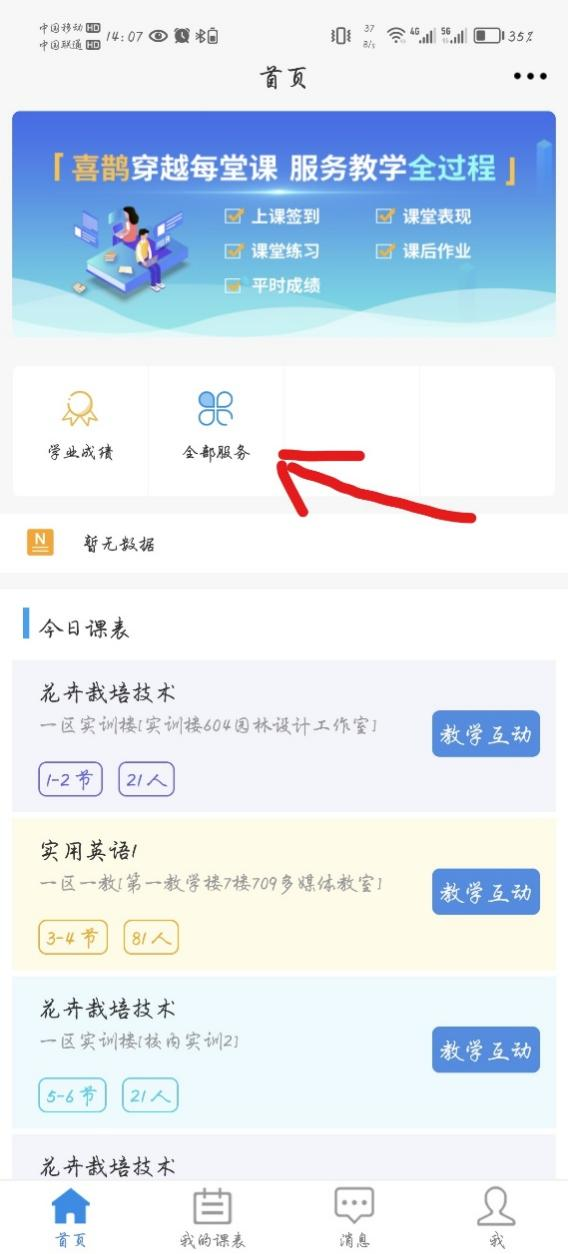 中国移动 HD
中国联通 HD
14:07
37
B/s
4G
5G
35%
首页
「喜鹊穿越每堂课 服务教学全过程」
上课签到
课堂表现
课堂练习
课后作业
平时成绩
学业成绩
全部服务
N
暂无数据
今日课表
花卉栽培技术
一区实训楼[实训楼604园林设计工作室]
教学互动
1-2 节
21人
实用英语1
一区一教[第一教学楼7楼709多媒体教室]
教学互动
3-4 节
81人
花卉栽培技术
一区实训楼[校内实训2]
教学互动
5-6 节
21人
花卉栽培技术
首页
我的课表
消息
我